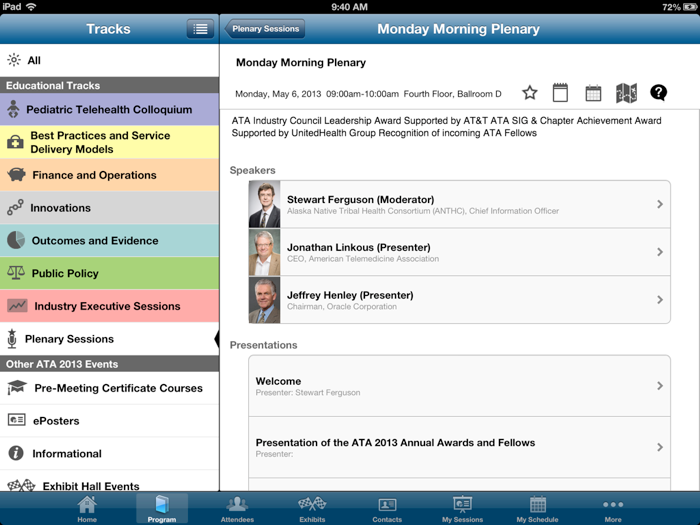 iPad 9:40 AM 72%
Tracks
Plenary Sessions
Monday Morning Plenary
All
Educational Tracks
Pediatric Telehealth Colloquium
Best Practices and Service
Delivery Models
Finance and Operations
Innovations
Outcomes and Evidence
Public Policy
Industry Executive Sessions
Plenary Sessions
Other ATA 2013 Events
Pre-Meeting Certificate Courses
ePosters
Informational
Exhibit Hall Events
Monday Morning Plenary
Monday, May 6, 2013 09:00am-10:00am Fourth Floor, Ballroom D
?
ATA Industry Council Leadership Award Supported by AT&T ATA SIG & Chapter Achievement Award
Supported by UnitedHealth Group Recognition of incoming ATA Fellows
Speakers
Stewart Ferguson (Moderator)
Alaska Native Tribal Health Consortium (ANTHC), Chief Information Officer
Jonathan Linkous (Presenter)
CEO, American Telemedicine Association
Jeffrey Henley (Presenter)
Chairman, Oracle Corporation
Presentations
Welcome
Presenter: Stewart Ferguson
Presentation of the ATA 2013 Annual Awards and Fellows
Presenter:
Home
Program
Attendees
Exhibits
Contacts
My Sessions
My Schedule
More